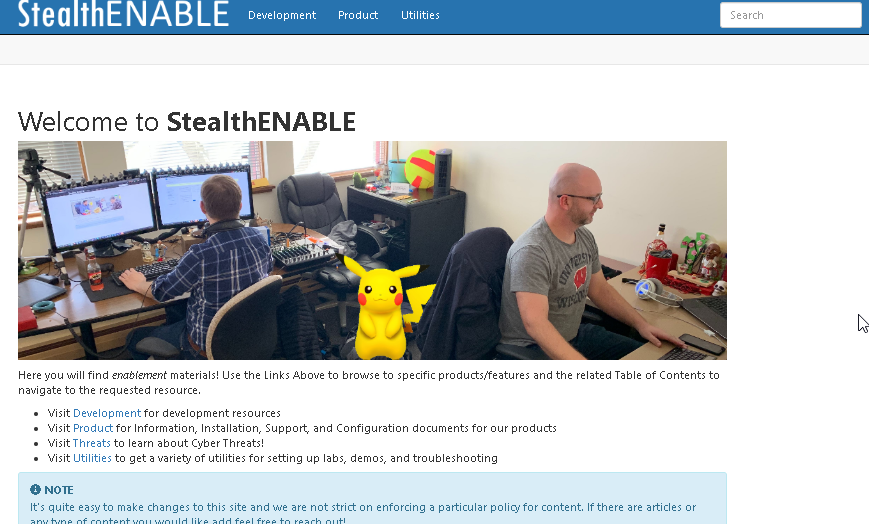 StealthENABLE Development Product Utilities Search
Welcome to StealthENABLE
UNIVERSITY
WISCONSIN
Here you will find enablement materials! Use the Links Above to browse to specific products/features and the related Table of Contents to
navigate to the requested resource.
Visit Development for development resources
Visit Product for Information, Installation, Support, and Configuration documents for our products
Visit Threats to learn about Cyber Threats!
Visit Utilities to get a variety of utilities for setting up labs, demos, and troubleshooting
NOTE
It's quite easy to make changes to this site and we are not strict on enforcing a particular policy for content. If there are articles or
any type of content you would like add feel free to reach out!